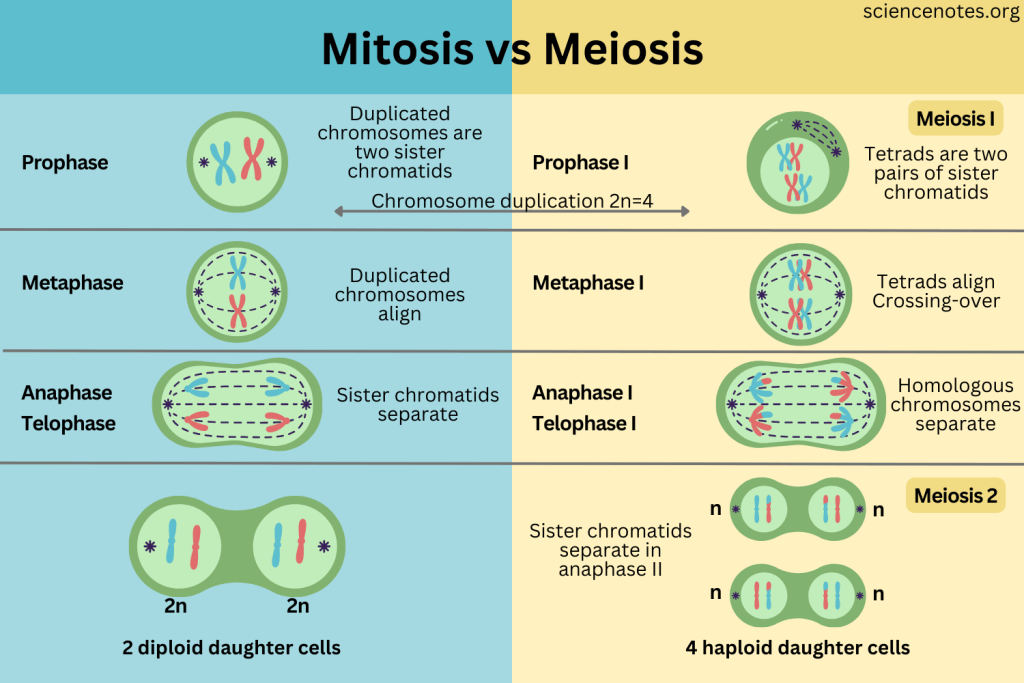 sciencenotes.org
Mitosis vs Meiosis
Prophase
Duplicated
chromosomes are
two sister
chromatids
Prophase I
Meiosis I
Tetrads are two
pairs of sister
chromatids
Chromosome duplication 2n=4
Metaphase
Duplicated
chromosomes
align
Metaphase I
Tetrads align
Crossing-over
Anaphase
Telophase
Sister chromatids
separate
Anaphase I
Telophase I
Homologous
chromosomes
separate
2n
2n
2 diploid daughter cells
Sister chromatids
separate in
anaphase II
Meiosis 2
n
n
n
n
4 haploid daughter cells